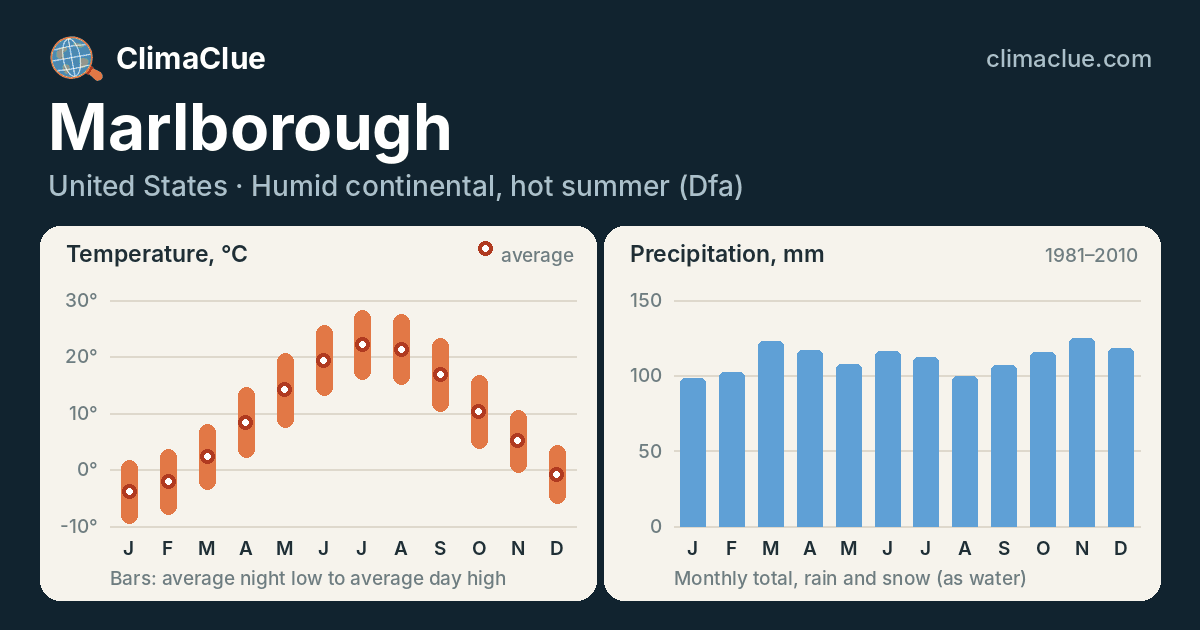 ClimaClue
climaclue.com
Marlborough
United States · Humid continental, hot summer (Dfa)
Temperature, °C
average
30°
20°
10°
0°
-10°
J F M A M J J A S O N D
Bars: average night low to average day high
Precipitation, mm
1981–2010
150
100
50
0
J F M A M J J A S O N D
Monthly total, rain and snow (as water)